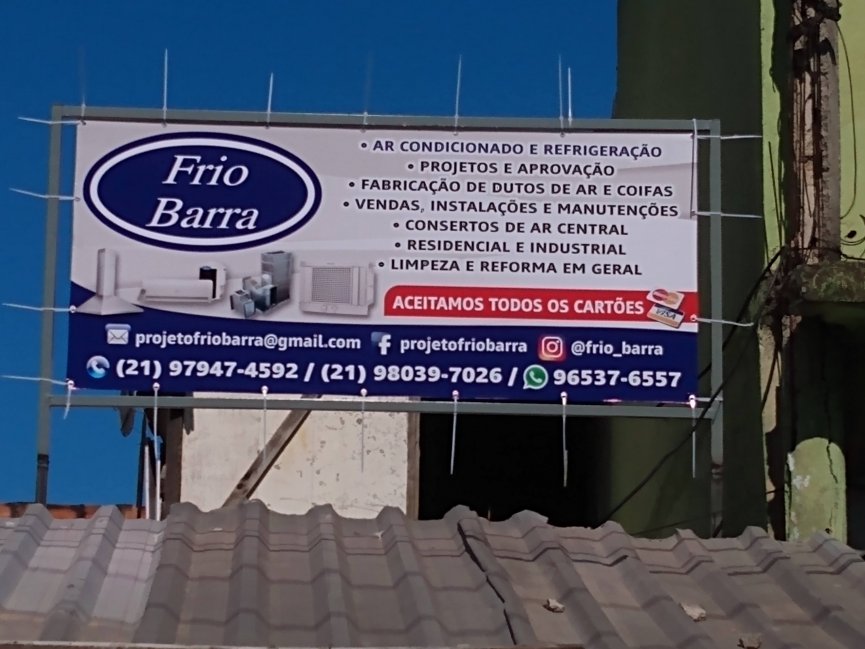 Frio
Barra
• AR CONDICIONADO E REFRIGERAÇÃO
• PROJETOS E APROVAÇÃO
• FABRICAÇÃO DE DUTOS DE AR E COIFAS
• VENDAS, INSTALAÇÕES E MANUTENÇÕES
• CONSERTOS DE AR CENTRAL
• RESIDENCIAL E INDUSTRIAL
• LIMPEZA E REFORMA EM GERAL
ACEITAMOS TODOS OS CARTÕES
VISA
projetofriobarra@gmail.com f projetofriobarra @frio_barra
(21) 97947-4592 / (21) 98039-7026 / 96537-6557